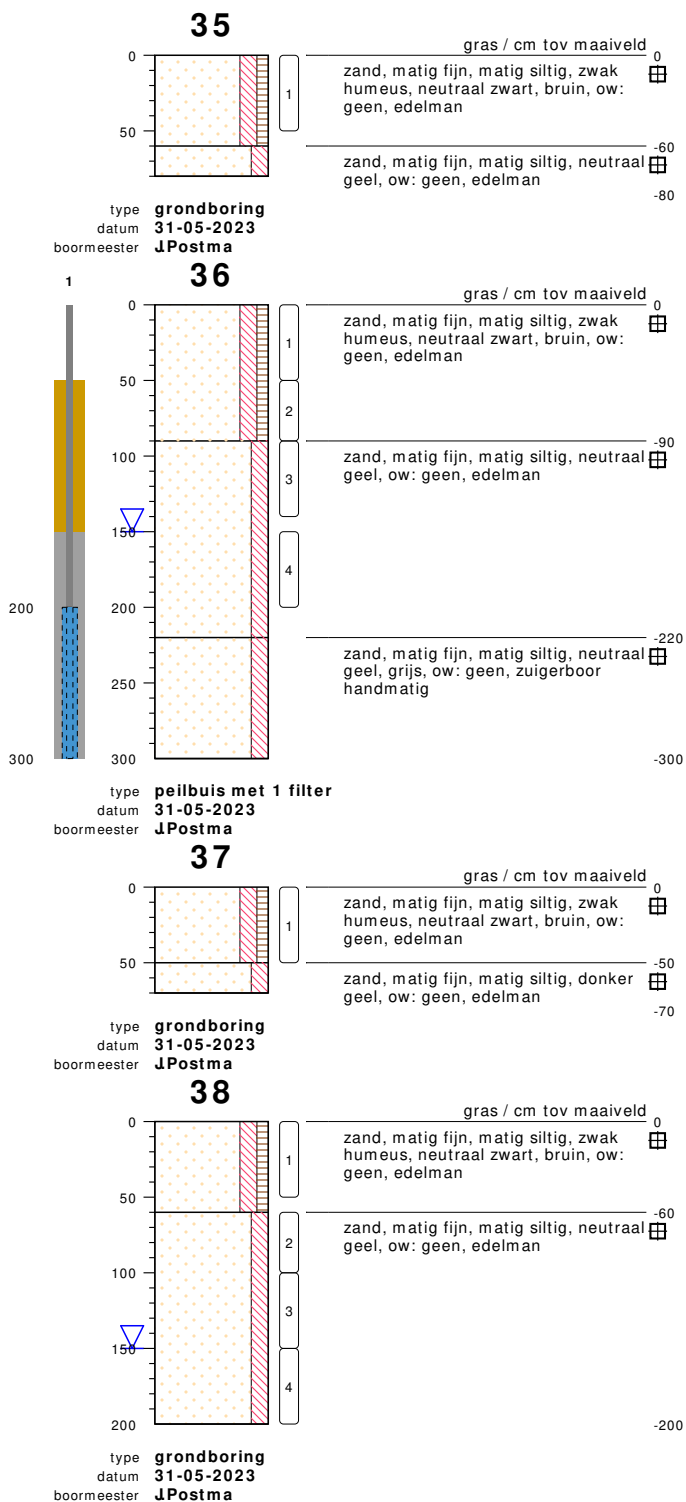 35
gras / cm tov maaiveld
0
0
zand, matig fijn, matig siltig, zwak
humeus, neutraal zwart, bruin, ow:
geen, edelman
1
50
-60
zand, matig fijn, matig siltig, neutraal
geel, ow: geen, edelman
-80
type grondboring
datum 31-05-2023
boormeester J.Postma
36
1
gras / cm tov maaiveld
0
0
zand, matig fijn, matig siltig, zwak
humeus, neutraal zwart, bruin, ow:
geen, edelman
1
50
2
-90
100
zand, matig fijn, matig siltig, neutraal
geel, ow: geen, edelman
3
150
4
200
200
-220
zand, matig fijn, matig siltig, neutraal
geel, grijs, ow: geen, zuigerboor
handmatig
250
300
300
-300
type peilbuis met 1 filter
datum 31-05-2023
boormeester J.Postma
37
gras / cm tov maaiveld
0
0
zand, matig fijn, matig siltig, zwak
humeus, neutraal zwart, bruin, ow:
geen, edelman
1
50
-50
zand, matig fijn, matig siltig, donker
geel, ow: geen, edelman
-70
type grondboring
datum 31-05-2023
boormeester J.Postma
38
gras / cm tov maaiveld
0
0
zand, matig fijn, matig siltig, zwak
humeus, neutraal zwart, bruin, ow:
geen, edelman
1
50
-60
zand, matig fijn, matig siltig, neutraal
geel, ow: geen, edelman
2
100
3
150
4
200
-200
type grondboring
datum 31-05-2023
boormeester J.Postma